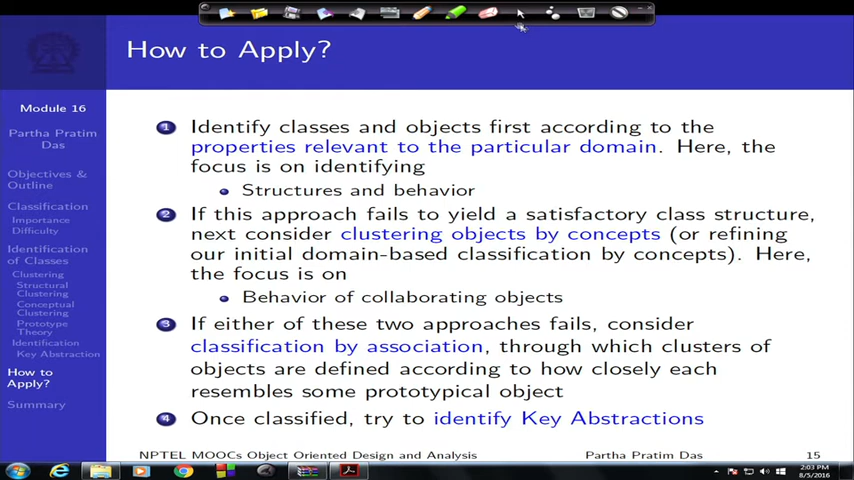 How to Apply?
Module 16
Partha Pratim
Das
Objectives &
Outline
Classification
Importance
Difficulty
Identification
of Classes
Clustering
Structural
Clustering
Conceptual
Clustering
Prototype
Theory
Identification
Key Abstraction
How to
Apply?
Summary
1 Identify classes and objects first according to the
properties relevant to the particular domain. Here, the
focus is on identifying
Structures and behavior
2 If this approach fails to yield a satisfactory class structure,
next consider clustering objects by concepts (or refining
our initial domain-based classification by concepts). Here,
the focus is on
Behavior of collaborating objects
3 If either of these two approaches fails, consider
classification by association, through which clusters of
objects are defined according to how closely each
resembles some prototypical object
4 Once classified, try to identify Key Abstractions
NPTEL MOOCs Object Oriented Design and Analysis Partha Pratim Das 15
2:03 PM
8/5/2016